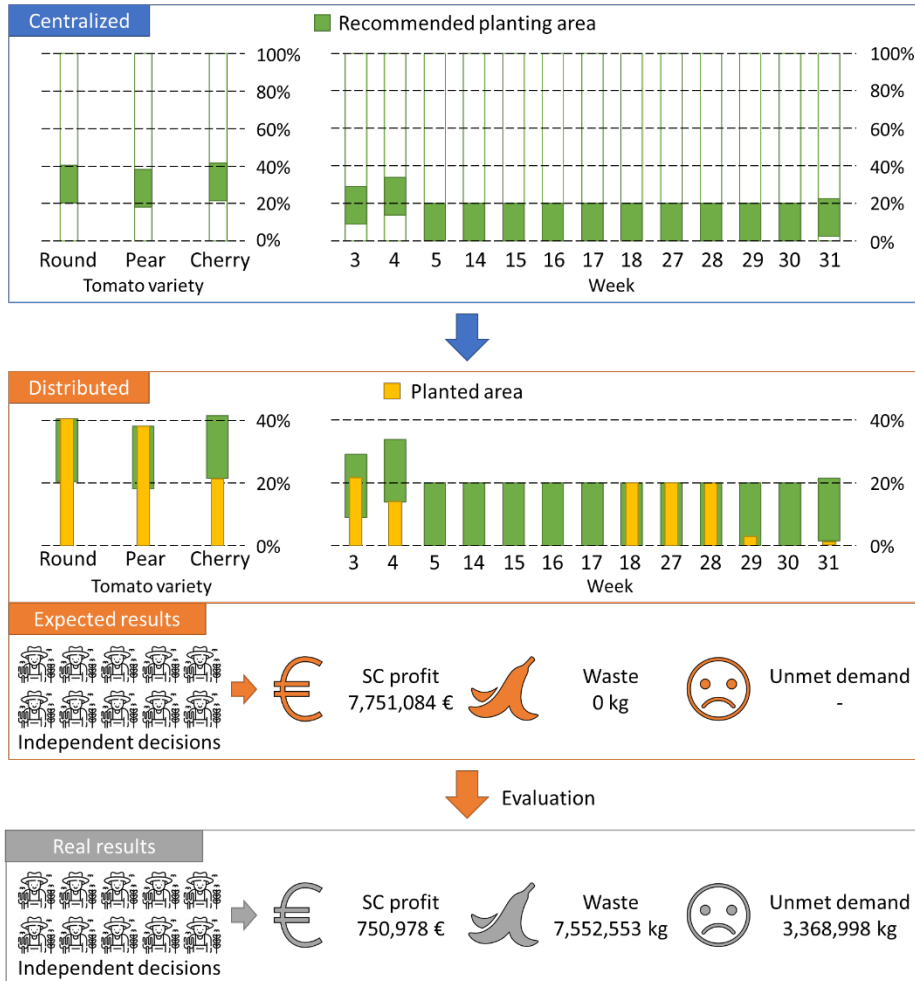 Centralized
Recommended planting area
100%
80%
60%
40%
20%
0%
Round Pear Cherry
Tomato variety
100%
80%
60%
40%
20%
0%
3 4 5 14 15 16 17 18 27 28 29 30 31
Week
Distributed
Planted area
40%
20%
0%
Round Pear Cherry
Tomato variety
40%
20%
0%
3 4 5 14 15 16 17 18 27 28 29 30 31
Week
Expected results
Independent decisions
SC profit
7,751,084 €
Waste
0 kg
Unmet demand
-
Evaluation
Real results
Independent decisions
SC profit
750,978 €
Waste
7,552,553 kg
Unmet demand
3,368,998 kg